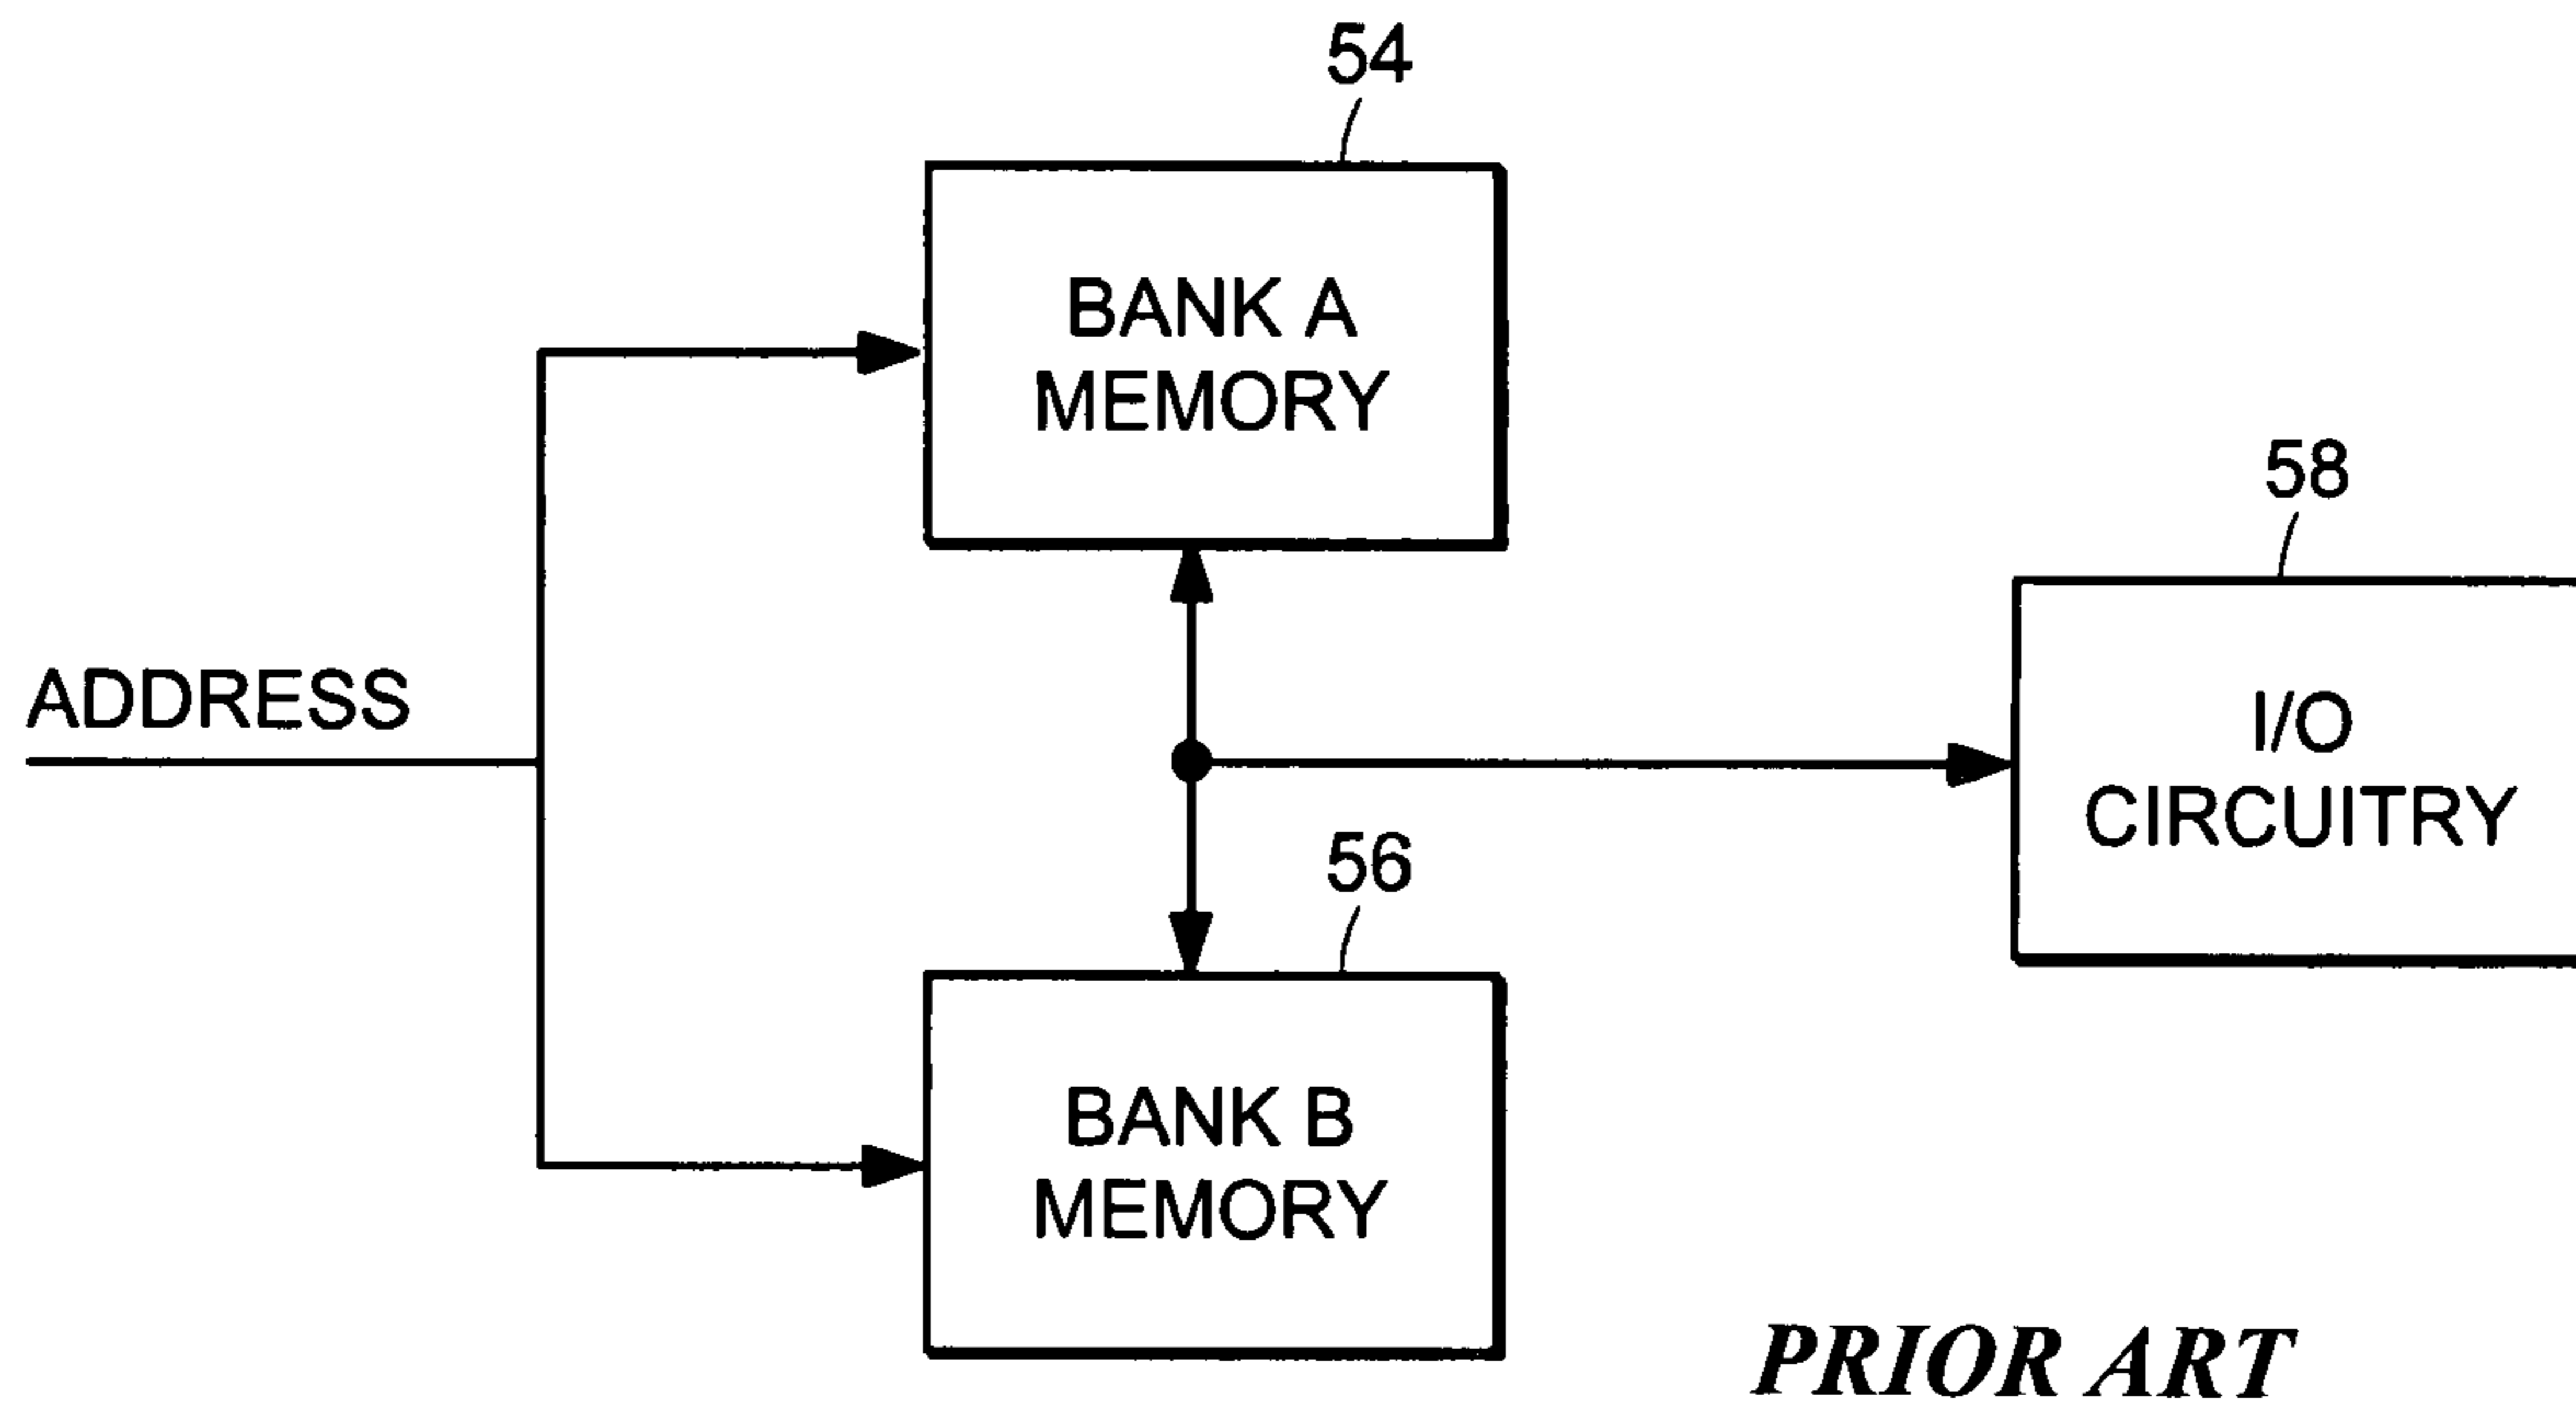 54
BANK A
MEMORY
58
ADDRESS
I/O
CIRCUITRY
56
BANK B
MEMORY
PRIOR ART